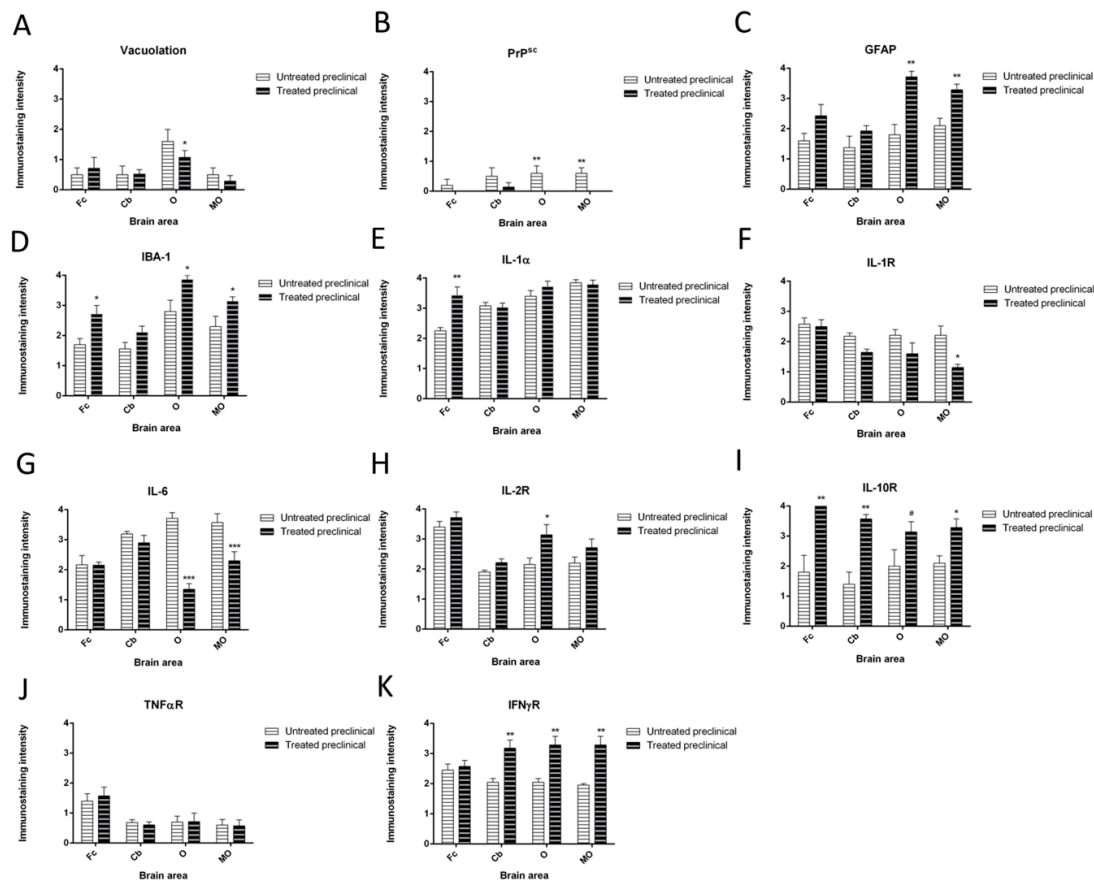 A
Vacuolation
Immunostaining intensity
4
3
2
1
0
Fc
Cb
O
MO
*
Brain area
Untreated preclinical
Treated preclinical
B
PrPsc
Immunostaining intensity
4
3
2
1
0
Fc
Cb
O
MO
**
**
Brain area
Untreated preclinical
Treated preclinical
C
GFAP
Immunostaining intensity
4
3
2
1
0
Fc
Cb
O
MO
**
**
Brain area
Untreated preclinical
Treated preclinical
D
IBA-1
Immunostaining intensity
4
3
2
1
0
Fc
Cb
O
MO
*
*
*
Brain area
Untreated preclinical
Treated preclinical
E
IL-1α
Immunostaining intensity
4
3
2
1
0
Fc
Cb
O
MO
**
Brain area
Untreated preclinical
Treated preclinical
F
IL-1R
Immunostaining intensity
4
3
2
1
0
Fc
Cb
O
MO
*
Brain area
Untreated preclinical
Treated preclinical
G
IL-6
Immunostaining intensity
4
3
2
1
0
Fc
Cb
O
MO
***
***
Brain area
Untreated preclinical
Treated preclinical
H
IL-2R
Immunostaining intensity
4
3
2
1
0
Fc
Cb
O
MO
*
Brain area
Untreated preclinical
Treated preclinical
I
IL-10R
Immunostaining intensity
4
3
2
1
0
Fc
Cb
O
MO
**
**
#
*
Brain area
Untreated preclinical
Treated preclinical
J
TNFαR
Immunostaining intensity
4
3
2
1
0
Fc
Cb
O
MO
Brain area
Untreated preclinical
Treated preclinical
K
IFNγR
Immunostaining intensity
4
3
2
1
0
Fc
Cb
O
MO
**
**
**
Brain area
Untreated preclinical
Treated preclinical